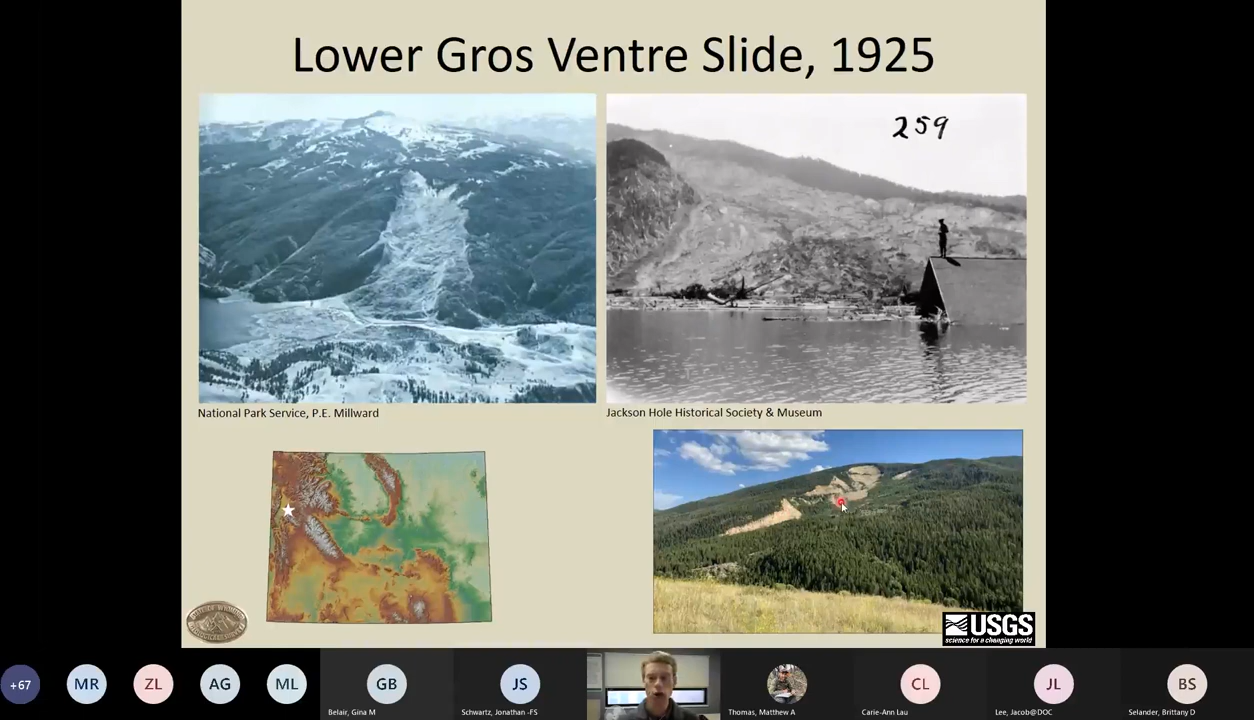 Lower Gros Ventre Slide, 1925
259
National Park Service, P.E. Millward
Jackson Hole Historical Society & Museum
USGS
science for a changing world
+67
MR
ZL
AG
ML
GB
Belair, Gina M
JS
Schwartz, Jonathan -FS
Thomas, Matthew A
CL
Carie-Ann Lau
JL
Lee, Jacob@DOC
BS
Selander, Brittany D